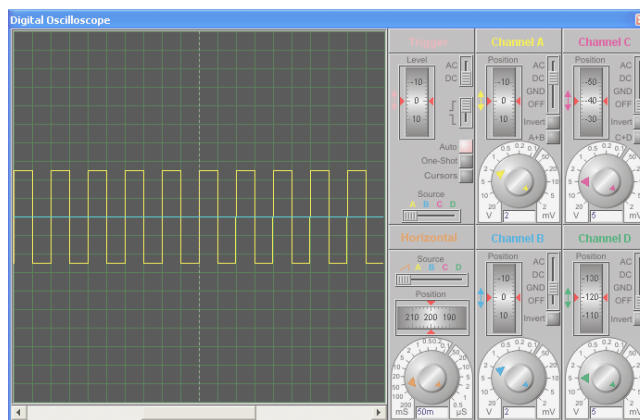 Digital Oscilloscope
Trigger
Level
AC
DC
-10
0
10
Auto
One-Shot
Cursors
Source
A B C D
Channel A
Position
AC
DC
GND
OFF
-10
0
10
Invert
A+B
V
2
mV
Channel C
Position
AC
DC
GND
OFF
-50
-40
-30
Invert
C+D
V
5
mV
Horizontal
Source
A B C D
Position
210 200 190
mS
50m
µS
Channel B
Position
AC
DC
GND
OFF
-10
0
10
Invert
V
2
mV
Channel D
Position
AC
DC
GND
OFF
-130
-120
-110
Invert
V
5
mV